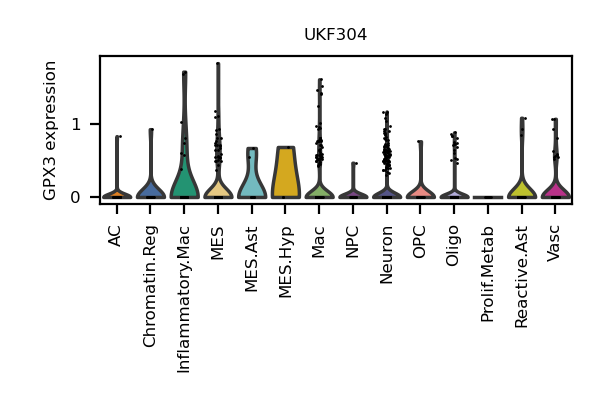 UKF304
GPX3 expression
1
0
AC
Chromatin.Reg
Inflammatory.Mac
MES
MES.Ast
MES.Hyp
Mac
NPC
Neuron
OPC
Oligo
Prolif.Metab
Reactive.Ast
Vasc